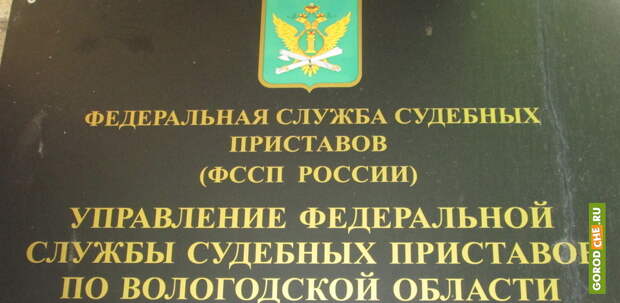 ФЕДЕРАЛЬНАЯ СЛУЖБА СУДЕБНЫХ
ПРИСТАВОВ
(ФССП РОССИИ)
УПРАВЛЕНИЕ ФЕДЕРАЛЬНОЙ
СЛУЖБЫ СУДЕБНЫХ ПРИСТАВОВ
ПО ВОЛОГОДСКОЙ ОБЛАСТИ
GORODCHE.RU